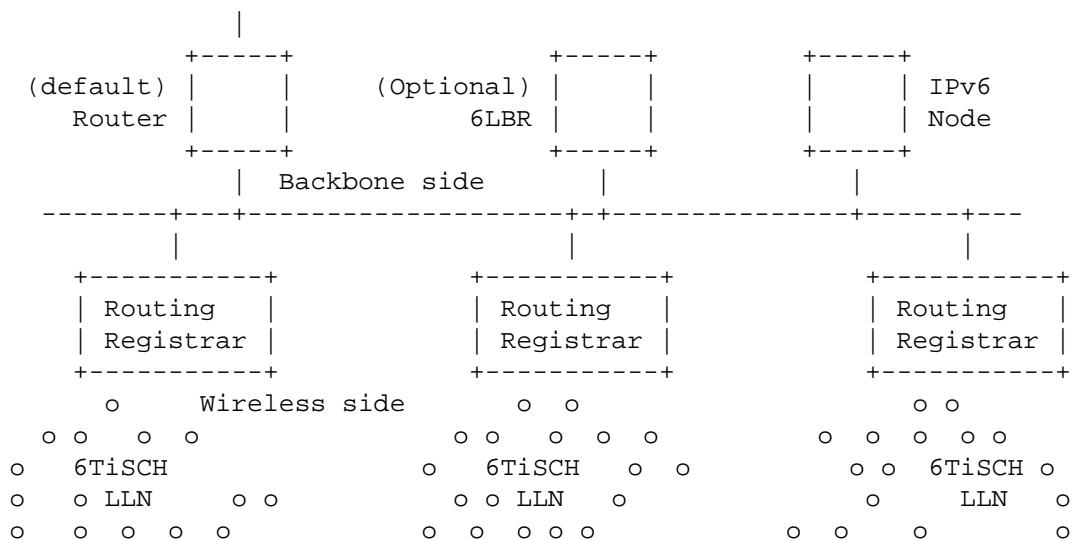 (default) (Optional) IPv6
Router 6LBR Node
Backbone side
Routing Routing Routing
Registrar Registrar Registrar
o Wireless side o o o o
o o o o o o o o o o o o o o
o 6TiSCH o 6TiSCH o o o o 6TiSCH o
o o LLN o o o o LLN o o LLN o
o o o o o o o o o o o o o o